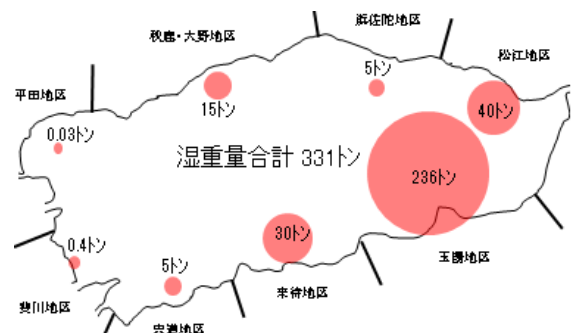 浜佐陀地区
秋鹿・大野地区
松江地区
5トン
平田地区
15トン
40トン
0.03トン
湿重量合計 331トン
236トン
30トン
0.4トン
玉湯地区
5トン
来待地区
斐川地区
宍道地区